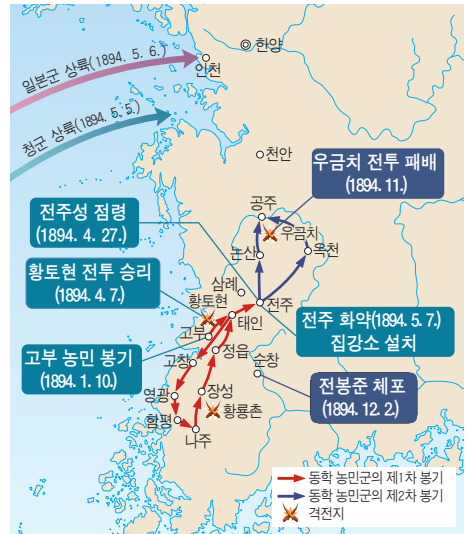 일본군 상륙(1894. 5. 6.)
청군 상륙(1894. 5. 5.)
한양
인천
천안
우금치 전투 패배
(1894. 11.)
공주
우금치
전주성 점령
(1894. 4. 27.)
논산
옥천
황토현 전투 승리
(1894. 4. 7.)
삼례
황토현
전주
태인
전주 화약(1894. 5. 7.)
집강소 설치
고부
고부 농민 봉기
(1894. 1. 10.)
정읍
고창
순창
전봉준 체포
(1894. 12. 2.)
영광
장성
황룡촌
함평
나주
동학 농민군의 제1차 봉기
동학 농민군의 제2차 봉기
격전지